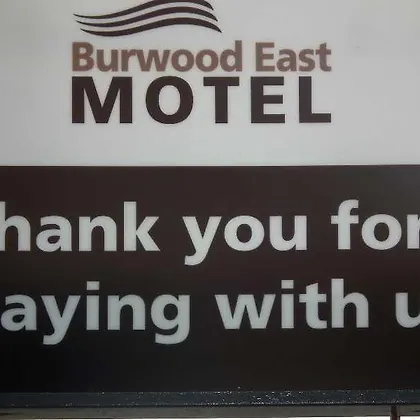 Burwood East
MOTEL
hank you for
aying with u